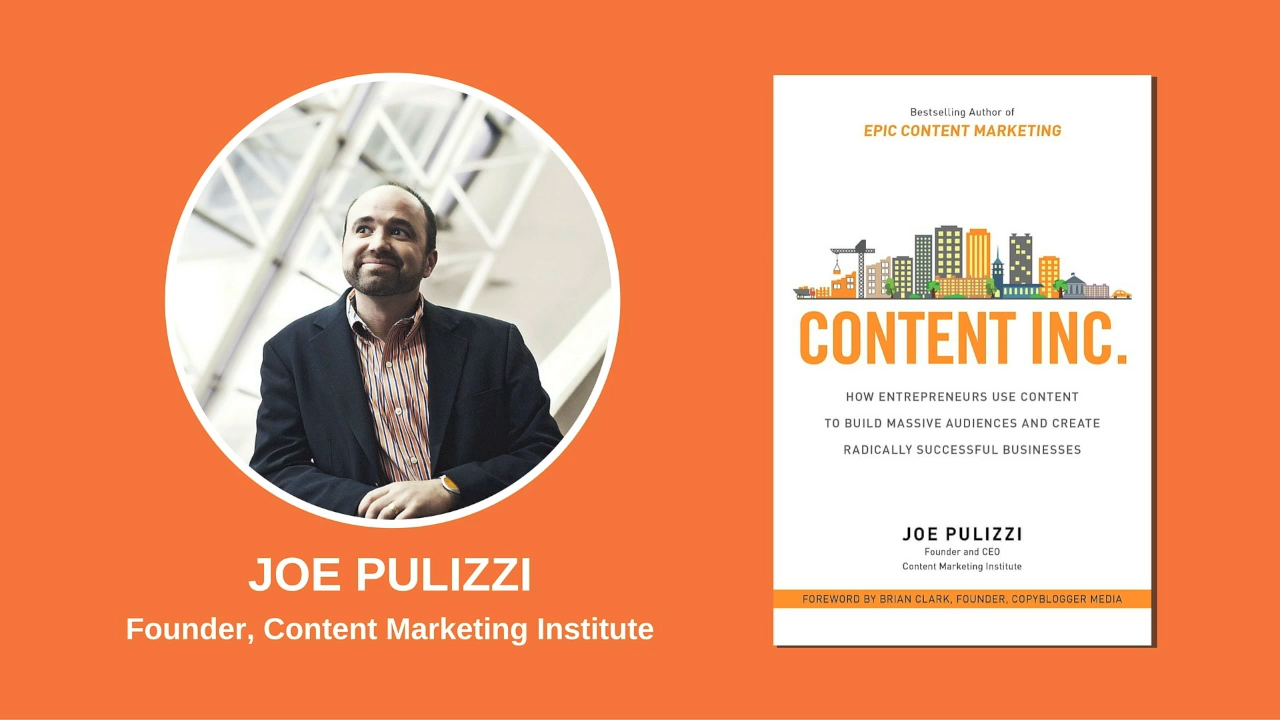 JOE PULIZZI
Founder, Content Marketing Institute
Bestselling Author of
EPIC CONTENT MARKETING
CONTENT INC.
HOW ENTREPRENEURS USE CONTENT
TO BUILD MASSIVE AUDIENCES AND CREATE
RADICALLY SUCCESSFUL BUSINESSES
JOE PULIZZI
Founder and CEO
Content Marketing Institute
FOREWORD BY BRIAN CLARK, FOUNDER, COPYBLOGGER MEDIA